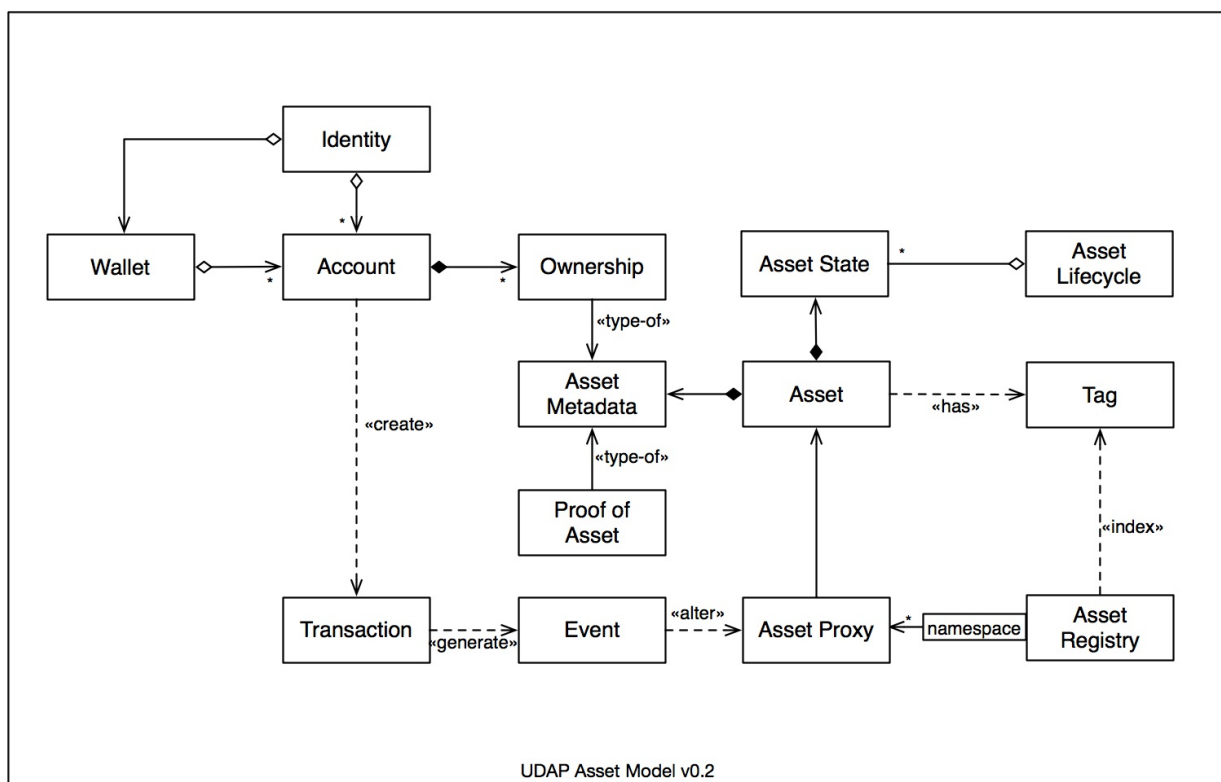 Identity
*
Wallet
*
Account
*
Ownership
Asset State
*
Asset
Lifecycle
«type-of»
Asset
Metadata
Asset
«has»
Tag
«create»
«type-of»
Proof of
Asset
«index»
Transaction
«generate»
Event
«alter»
Asset Proxy
*
namespace
Asset
Registry
UDAP Asset Model v0.2